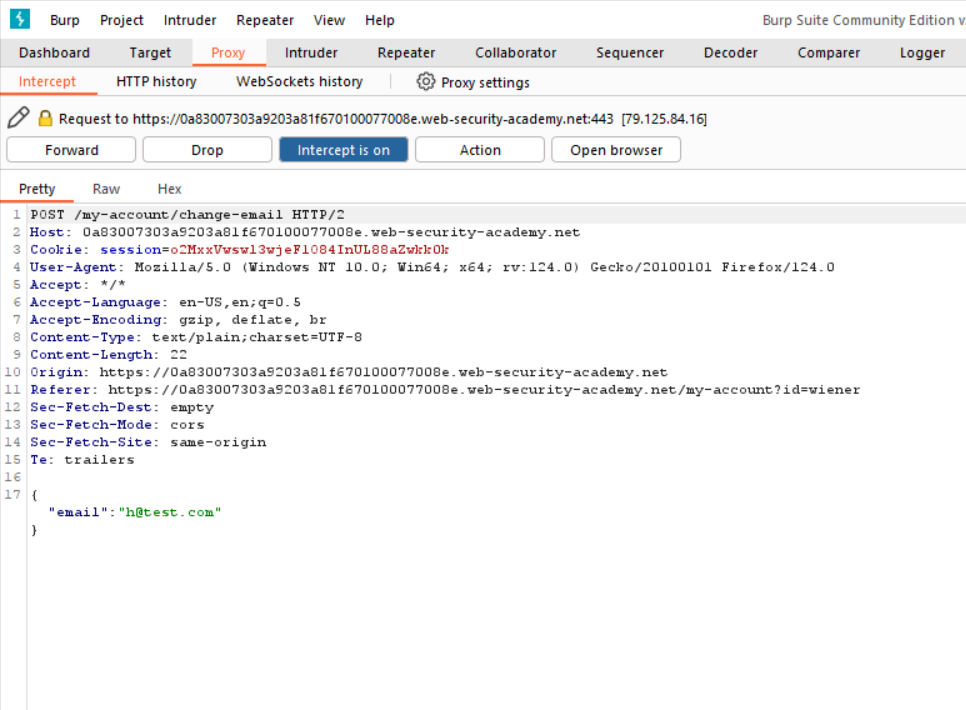 Burp Project Intruder Repeater View Help Burp Suite Community Edition v
Dashboard Target Proxy Intruder Repeater Collaborator Sequencer Decoder Comparer Logger
Intercept HTTP history WebSockets history Proxy settings
Request to https://0a83007303a9203a81f670100077008e.web-security-academy.net:443 [79.125.84.16]
Forward Drop Intercept is on Action Open browser
Pretty Raw Hex
1 POST /my-account/change-email HTTP/2
2 Host: 0a83007303a9203a81f670100077008e.web-security-academy.net
3 Cookie: session=o2MxxVwswl3wjeFl084InUL88aZwkk0k
4 User-Agent: Mozilla/5.0 (Windows NT 10.0; Win64; x64; rv:124.0) Gecko/20100101 Firefox/124.0
5 Accept: */*
6 Accept-Language: en-US,en;q=0.5
7 Accept-Encoding: gzip, deflate, br
8 Content-Type: text/plain;charset=UTF-8
9 Content-Length: 22
10 Origin: https://0a83007303a9203a81f670100077008e.web-security-academy.net
11 Referer: https://0a83007303a9203a81f670100077008e.web-security-academy.net/my-account?id=wiener
12 Sec-Fetch-Dest: empty
13 Sec-Fetch-Mode: cors
14 Sec-Fetch-Site: same-origin
15 Te: trailers
16
17 {
"email":"h@test.com"
}